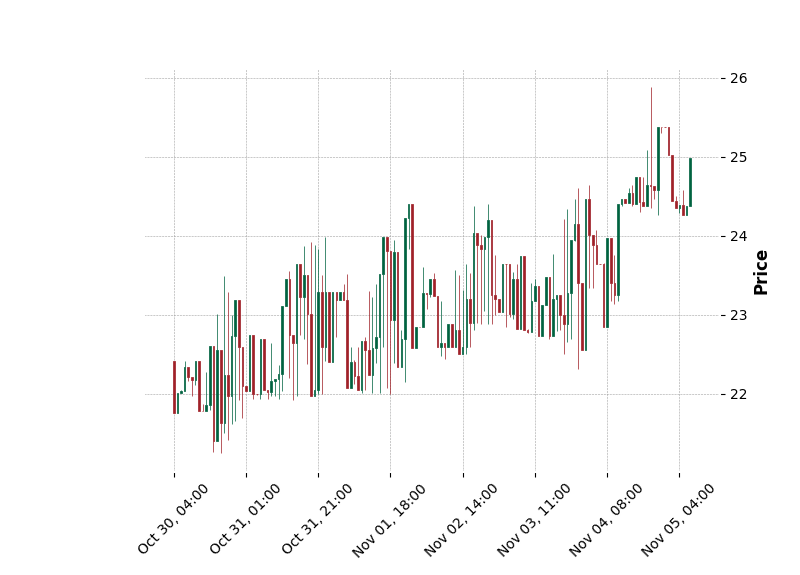 26
25
24
23
22
Price
Oct 30, 04:00
Oct 31, 01:00
Oct 31, 21:00
Nov 01, 18:00
Nov 02, 14:00
Nov 03, 11:00
Nov 04, 08:00
Nov 05, 04:00